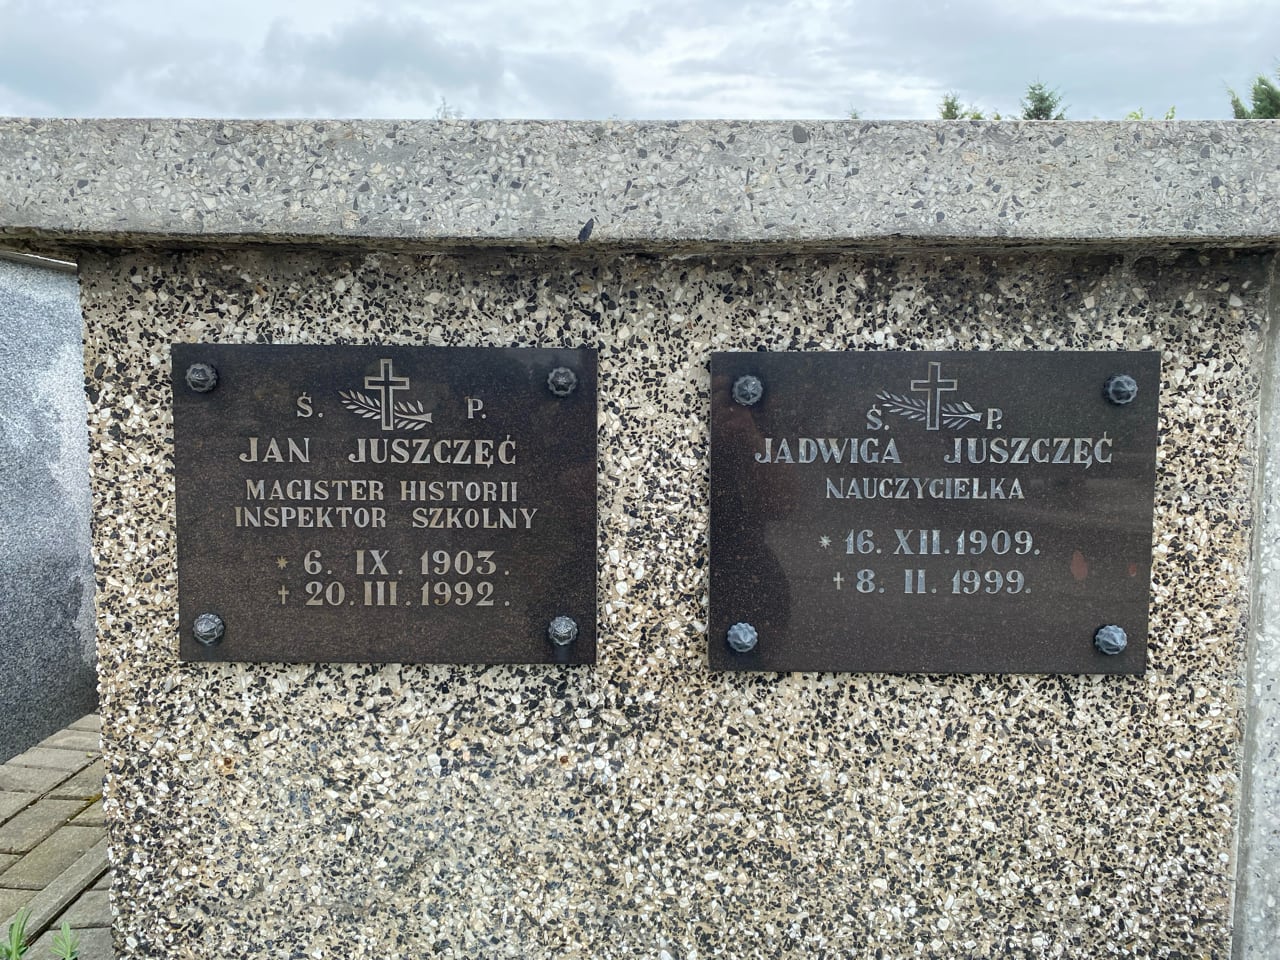 Ś. P.
JAN JUSZCZĘĆ
MAGISTER HISTORII
INSPEKTOR SZKOLNY
* 6. IX. 1903.
† 20. III. 1992.
Ś. P.
JADWIGA JUSZCZĘĆ
NAUCZYCIELKA
* 16. XII. 1909.
† 8. II. 1999.